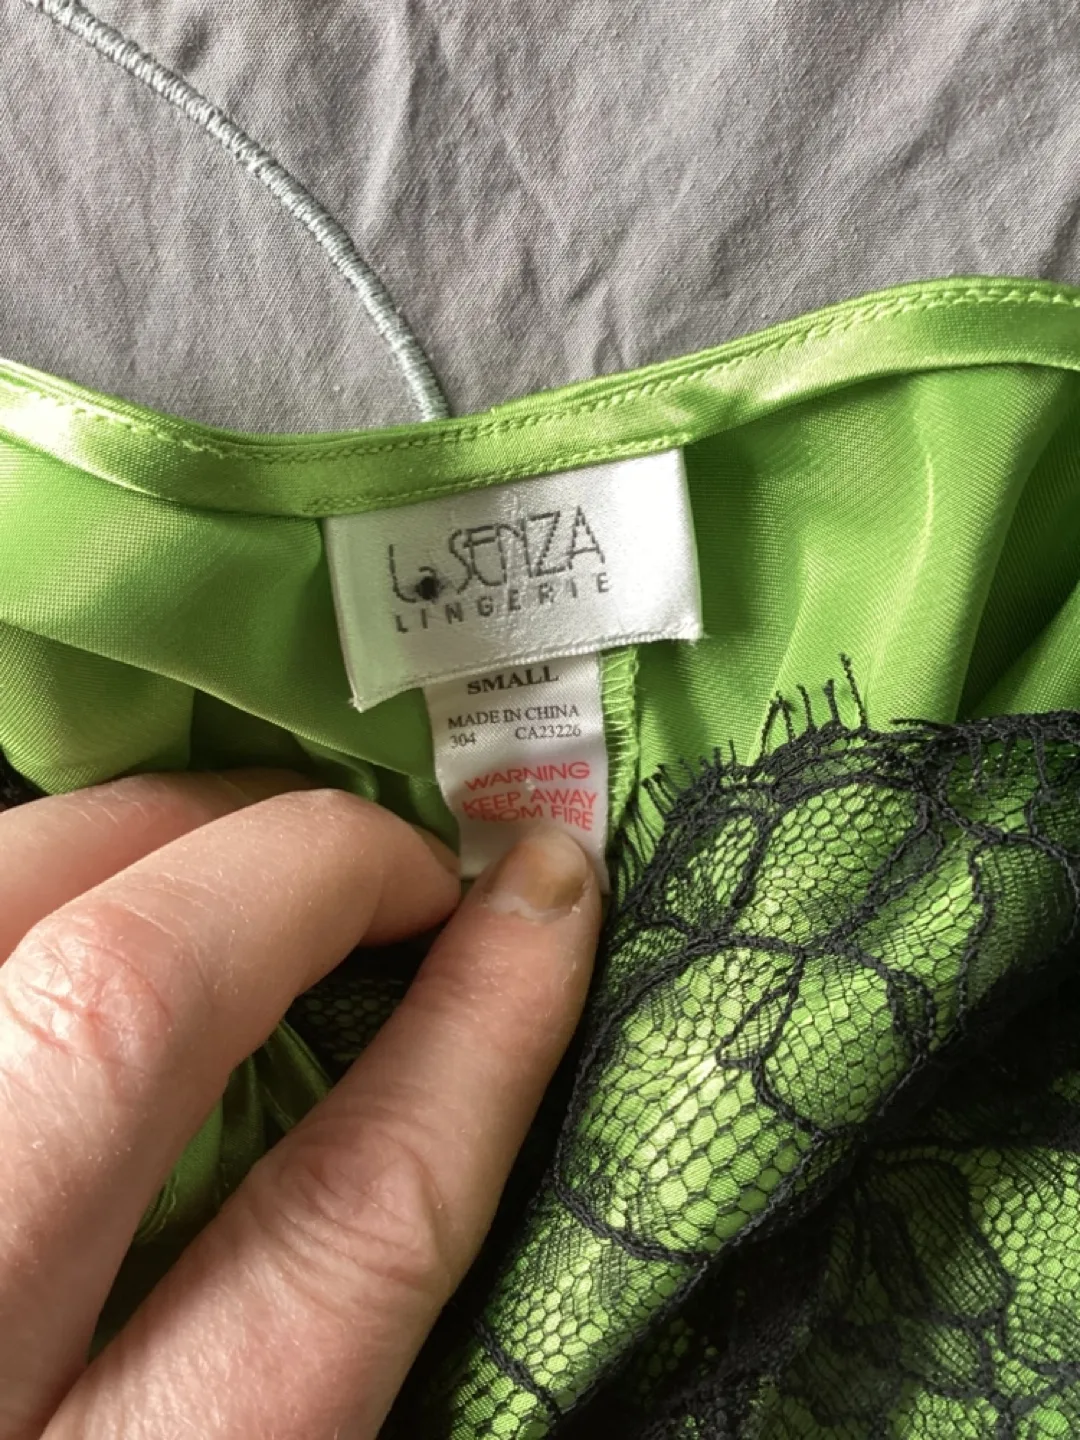 La SENZA
LINGERIE
SMALL
MADE IN CHINA
304 CA23226
WARNING
KEEP AWAY
FROM FIRE